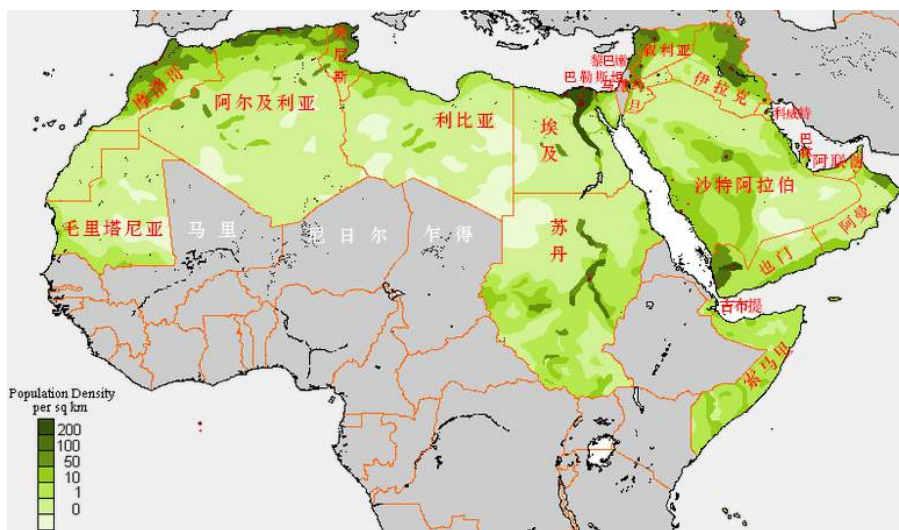 突尼斯
摩洛哥
阿尔及利亚
利比亚
埃及
黎巴嫩
叙利亚
巴勒斯坦
伊拉克
科威特
巴林
阿联酋
沙特阿拉伯
阿曼
也门
毛里塔尼亚
马里
尼日尔
乍得
苏丹
吉布提
索马里
Population Density
per sq km
200
100
50
10
1
0